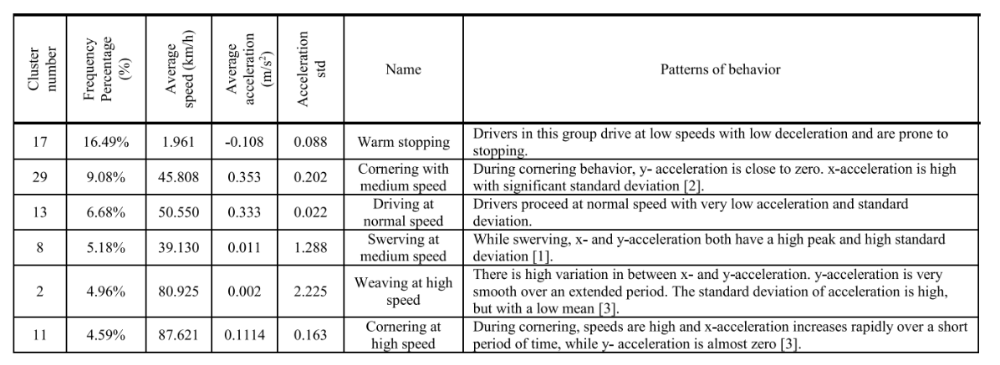 Cluster number
Frequency Percentage (%)
Average speed (km/h)
Average acceleration (m/s²)
Acceleration std
Name
Patterns of behavior
17
16.49%
1.961
-0.108
0.088
Warm stopping
Drivers in this group drive at low speeds with low deceleration and are prone to
stopping.
29
9.08%
45.808
0.353
0.202
Cornering with
medium speed
During cornering behavior, y- acceleration is close to zero. x-acceleration is high
with significant standard deviation [2].
13
6.68%
50.550
0.333
0.022
Driving at
normal speed
Drivers proceed at normal speed with very low acceleration and standard
deviation.
8
5.18%
39.130
0.011
1.288
Swerving at
medium speed
While swerving, x- and y-acceleration both have a high peak and high standard
deviation [1].
2
4.96%
80.925
0.002
2.225
Weaving at high
speed
There is high variation in between x- and y-acceleration. y-acceleration is very
smooth over an extended period. The standard deviation of acceleration is high,
but with a low mean [3].
11
4.59%
87.621
0.1114
0.163
Cornering at
high speed
During cornering, speeds are high and x-acceleration increases rapidly over a short
period of time, while y- acceleration is almost zero [3].